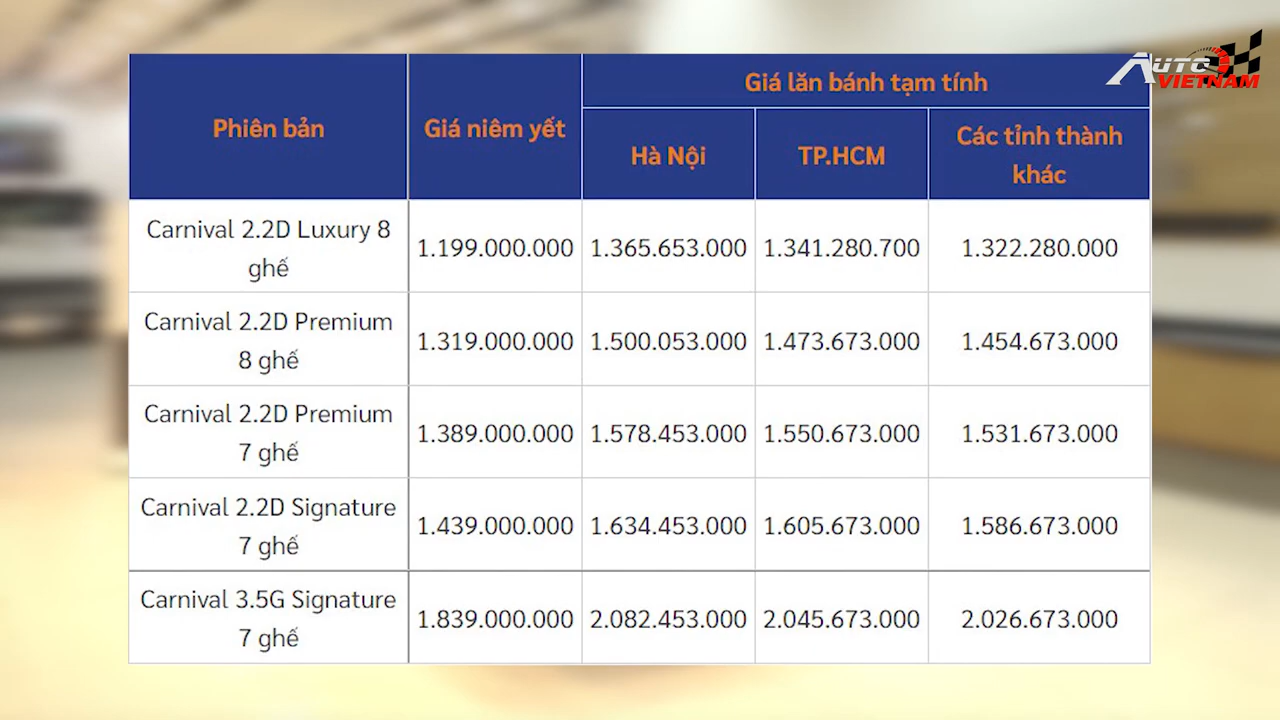 AUTO
VIETNAM
Phiên bản
Giá niêm yết
Giá lăn bánh tạm tính
Hà Nội
TP.HCM
Các tỉnh thành
khác
Carnival 2.2D Luxury 8
ghế
1.199.000.000
1.365.653.000
1.341.280.700
1.322.280.000
Carnival 2.2D Premium
8 ghế
1.319.000.000
1.500.053.000
1.473.673.000
1.454.673.000
Carnival 2.2D Premium
7 ghế
1.389.000.000
1.578.453.000
1.550.673.000
1.531.673.000
Carnival 2.2D Signature
7 ghế
1.439.000.000
1.634.453.000
1.605.673.000
1.586.673.000
Carnival 3.5G Signature
7 ghế
1.839.000.000
2.082.453.000
2.045.673.000
2.026.673.000